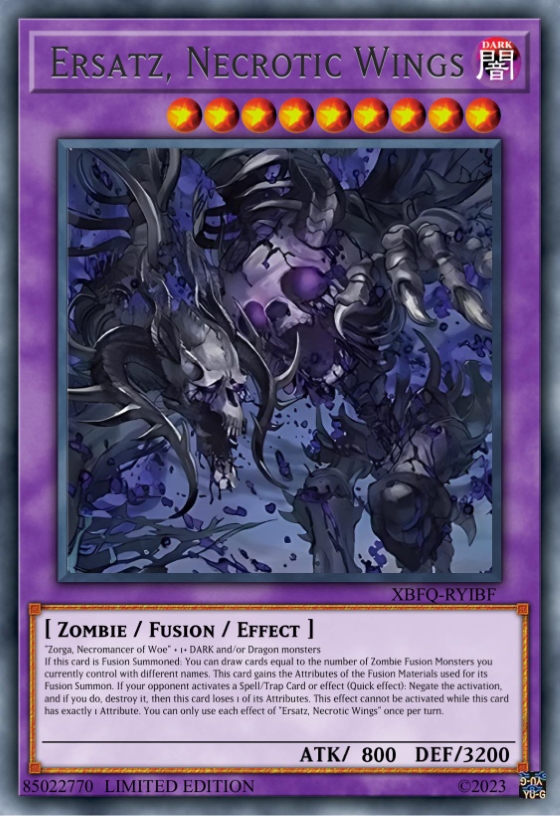 ERSATZ, NECROTIC WINGS
DARK
闇
XBFQ-RYIBF
[ ZOMBIE / FUSION / EFFECT ]
"Zorga, Necromancer of Woe" + 1+ DARK and/or Dragon monsters
If this card is Fusion Summoned: You can draw cards equal to the number of Zombie Fusion Monsters you
currently control with different names. This card gains the Attributes of the Fusion Materials used for its
Fusion Summon. If your opponent activates a Spell/Trap Card or effect (Quick effect): Negate the activation,
and if you do, destroy it, then this card loses 1 of its Attributes. This effect cannot be activated while this card
has exactly 1 Attribute. You can only use each effect of "Ersatz, Necrotic Wings" once per turn.
ATK/ 800 DEF/3200
85022770 LIMITED EDITION ©2023